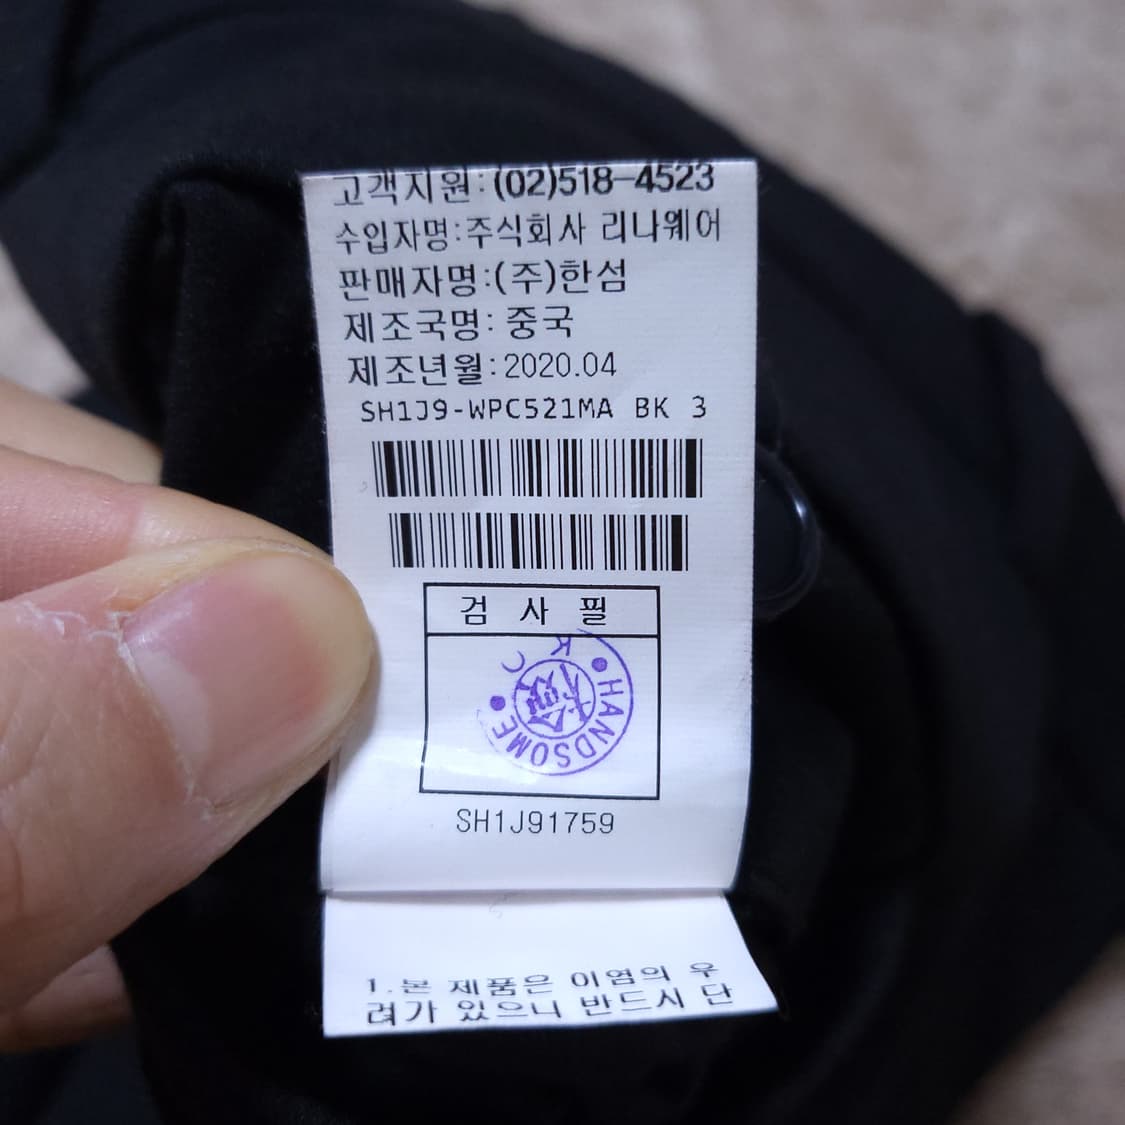 고객지원:(02)518-4523
수입자명:주식회사 리나웨어
판매자명:(주)한섬
제조국명: 중국
제조년월:2020.04
SH1J9-WPC521MA BK 3
검 사 필
HANDSOME
SH1J91759
1.본 제품은 이염의 우
려가 있으니 반드시 단